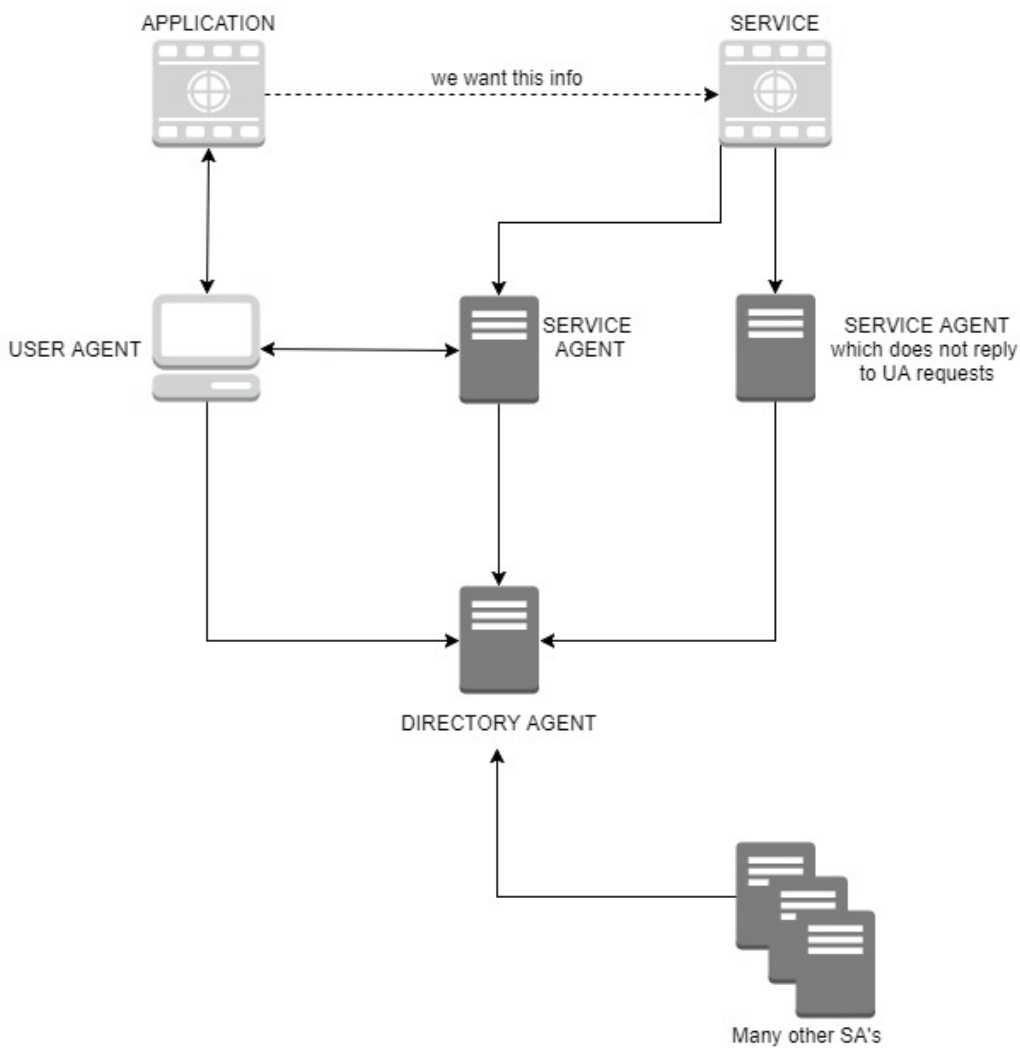 APPLICATION
SERVICE
we want this info
USER AGENT
SERVICE
AGENT
SERVICE AGENT
which does not reply
to UA requests
DIRECTORY AGENT
Many other SA's